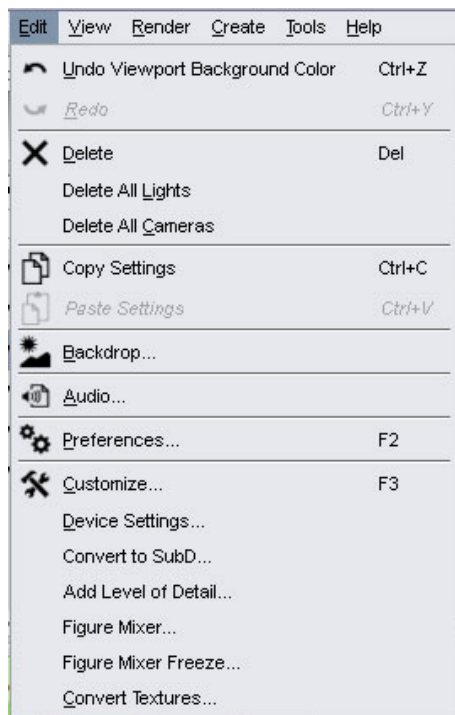 Edit View Render Create Tools Help
Undo Viewport Background Color Ctrl+Z
Redo Ctrl+Y
Delete Del
Delete All Lights
Delete All Cameras
Copy Settings Ctrl+C
Paste Settings Ctrl+V
Backdrop...
Audio...
Preferences... F2
Customize... F3
Device Settings...
Convert to SubD...
Add Level of Detail...
Figure Mixer...
Figure Mixer Freeze...
Convert Textures...